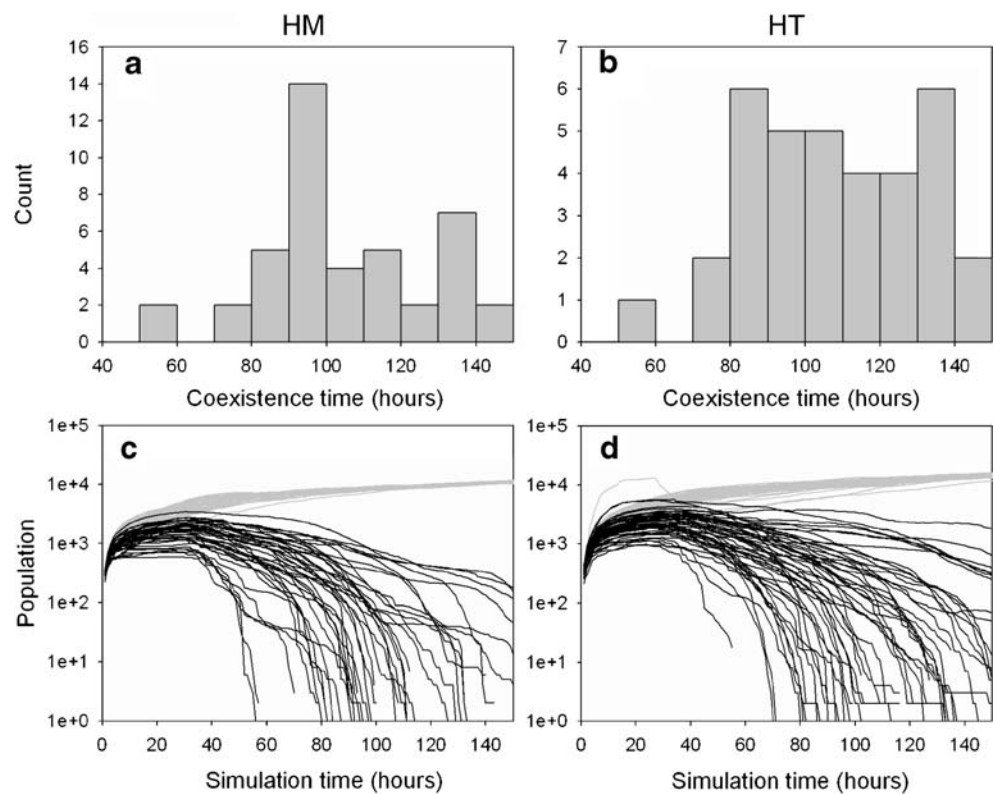 HM
HT
a
16
14
12
10
8
6
4
2
0
Count
40 60 80 100 120 140
Coexistence time (hours)
b
7
6
5
4
3
2
1
0
40 60 80 100 120 140
Coexistence time (hours)
c
1e+5
1e+4
1e+3
1e+2
1e+1
1e+0
Population
0 20 40 60 80 100 120 140
Simulation time (hours)
d
1e+5
1e+4
1e+3
1e+2
1e+1
1e+0
0 20 40 60 80 100 120 140
Simulation time (hours)